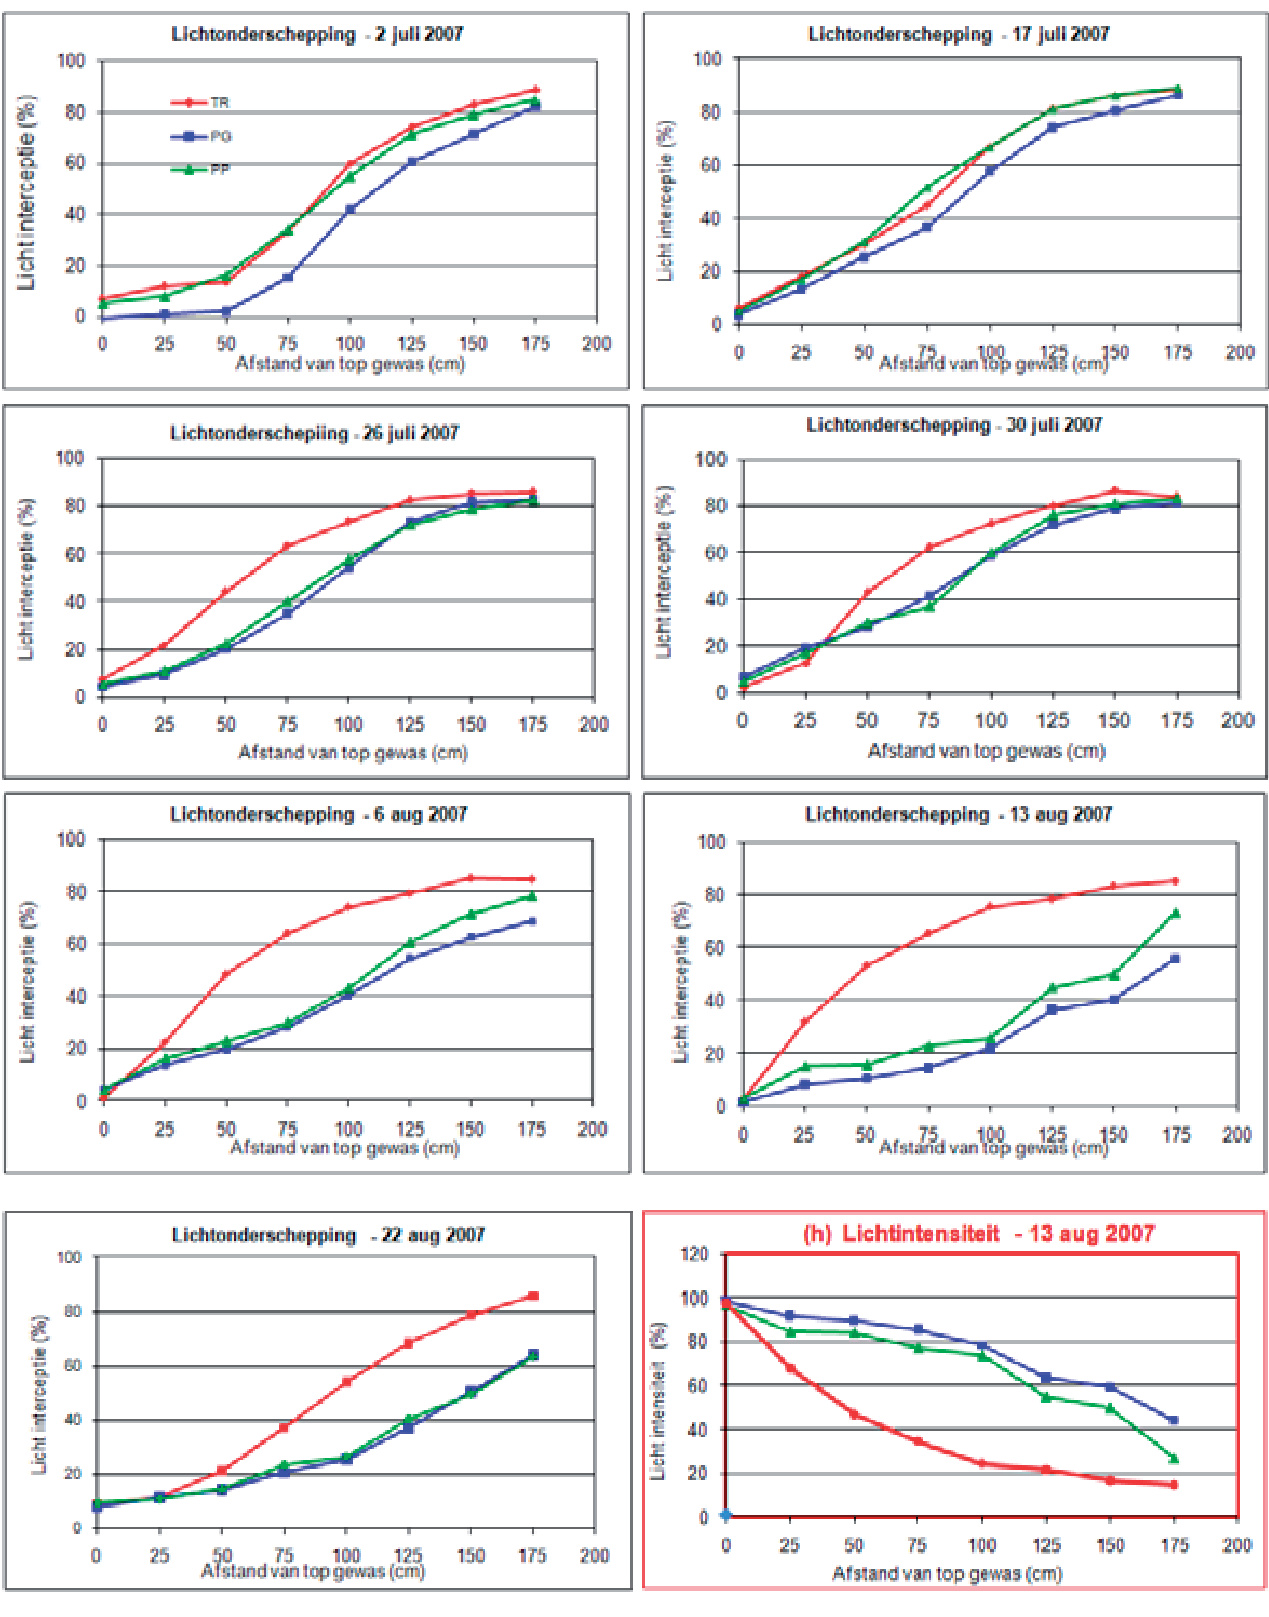 Lichtonderschepping - 2 juli 2007
Licht interceptie (%)
100
80
60
40
20
0
TR
PG
PP
0 25 50 75 100 125 150 175 200
Afstand van top gewas (cm)
Lichtonderschepping - 17 juli 2007
Licht interceptie (%)
100
80
60
40
20
0
0 25 50 75 100 125 150 175 200
Afstand van top gewas (cm)
Lichtonderschepiing - 26 juli 2007
Licht interceptie (%)
100
80
60
40
20
0
0 25 50 75 100 125 150 175 200
Afstand van top gewas (cm)
Lichtonderschepping - 30 juli 2007
Licht interceptie (%)
100
80
60
40
20
0
0 25 50 75 100 125 150 175 200
Afstand van top gewas (cm)
Lichtonderschepping - 6 aug 2007
Licht interceptie (%)
100
80
60
40
20
0
0 25 50 75 100 125 150 175 200
Afstand van top gewas (cm)
Lichtonderschepping - 13 aug 2007
Licht interceptie (%)
100
80
60
40
20
0
0 25 50 75 100 125 150 175 200
Afstand van top gewas (cm)
Lichtonderschepping - 22 aug 2007
Licht interceptie (%)
100
80
60
40
20
0
0 25 50 75 100 125 150 175 200
Afstand van top gewas (cm)
(h) Lichtintensiteit - 13 aug 2007
Licht intensiteit (%)
120
100
80
60
40
20
0
0 25 50 75 100 125 150 175 200
Afstand van top gewas (cm)